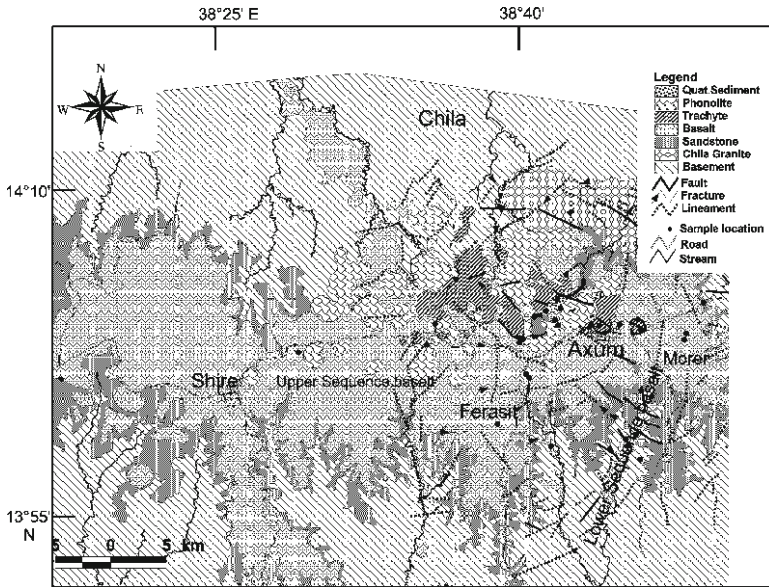 38°25' E 38°40'
N
W E
S
Chila
Legend
Quat.Sediment
Phonolite
Trachyte
Basalt
Sandstone
Chila Granite
Basement
Fault
Fracture
Lineament
Sample location
Road
Stream
14°10'
Axum
Morer
Shire
Upper Sequence basalt
Ferasit
Lower Sequence basalt
13°55'
N
5 0 5 km